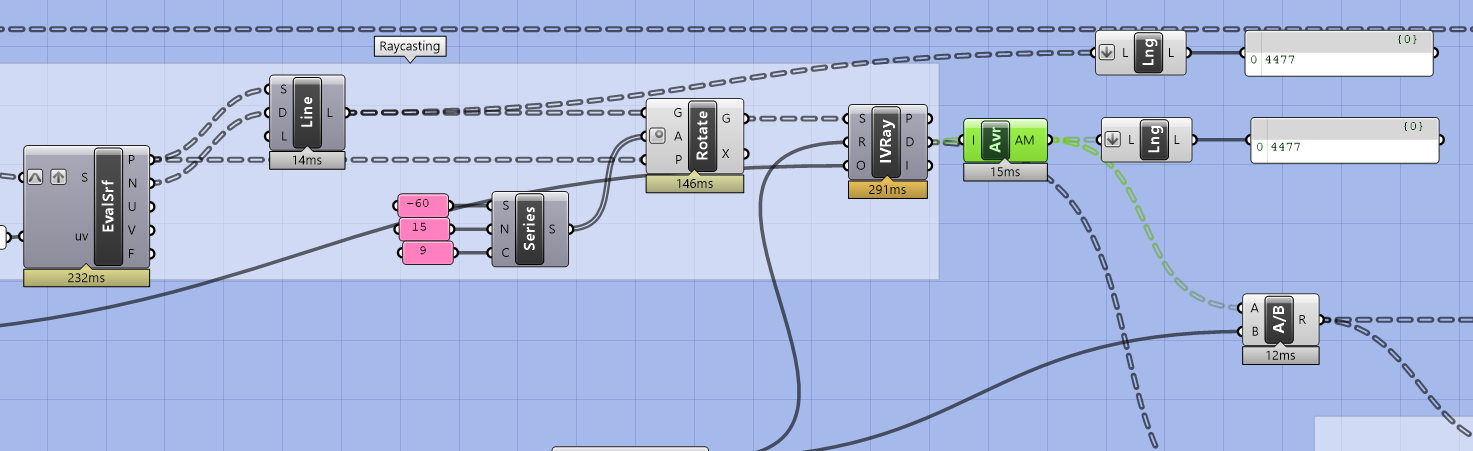 Raycasting
L
Lng
L
{0}
0 4477
S
D
L
Line
L
14ms
G
A
P
Rotate
G
X
146ms
S
R
O
IVRay
P
D
I
291ms
I
Avr
AM
15ms
L
Lng
L
{0}
0 4477
S
uv
EvalSrf
P
N
U
V
F
232ms
-60
15
9
S
N
C
Series
S
A
B
A/B
R
12ms